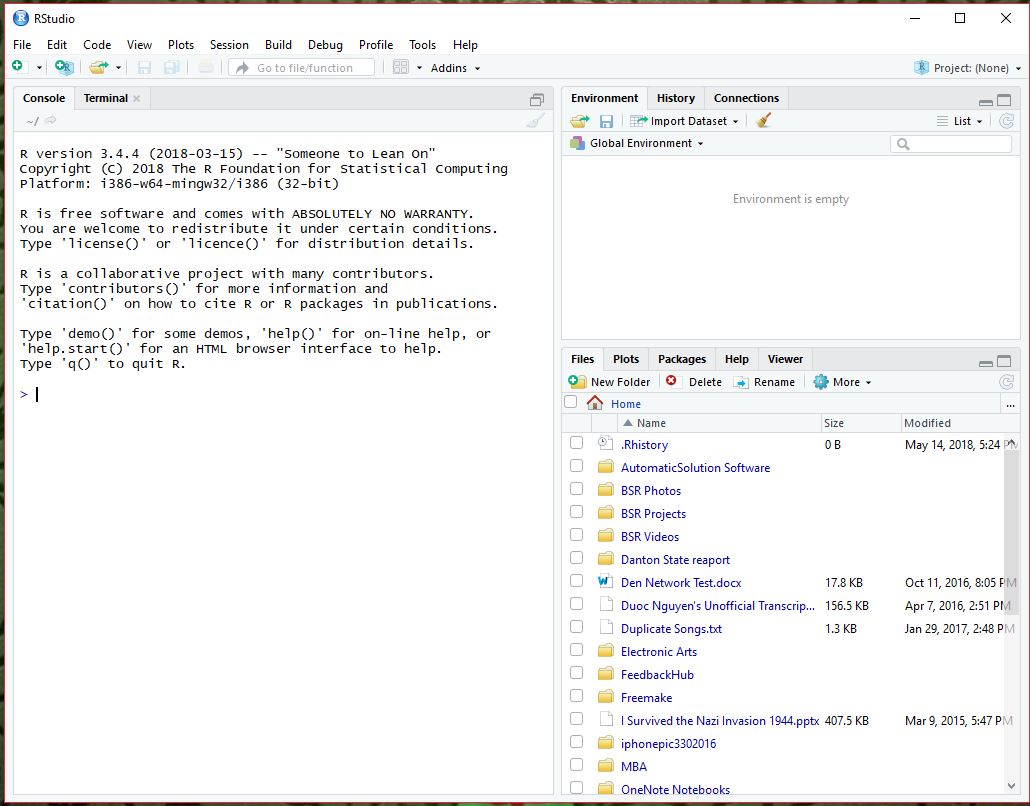 RStudio
File Edit Code View Plots Session Build Debug Profile Tools Help
Go to file/function Addins Project: (None)
Console Terminal
~/
R version 3.4.4 (2018-03-15) -- "Someone to Lean On"
Copyright (C) 2018 The R Foundation for Statistical Computing
Platform: i386-w64-mingw32/i386 (32-bit)
R is free software and comes with ABSOLUTELY NO WARRANTY.
You are welcome to redistribute it under certain conditions.
Type 'license()' or 'licence()' for distribution details.
R is a collaborative project with many contributors.
Type 'contributors()' for more information and
'citation()' on how to cite R or R packages in publications.
Type 'demo()' for some demos, 'help()' for on-line help, or
'help.start()' for an HTML browser interface to help.
Type 'q()' to quit R.
>
Environment History Connections
Import Dataset List
Global Environment
Environment is empty
Files Plots Packages Help Viewer
New Folder Delete Rename More
Home ...
Name Size Modified
.Rhistory 0 B May 14, 2018, 5:24 PM
AutomaticSolution Software
BSR Photos
BSR Projects
BSR Videos
Danton State reaport
Den Network Test.docx 17.8 KB Oct 11, 2016, 8:05 PM
Duoc Nguyen's Unofficial Transcrip... 156.5 KB Apr 7, 2016, 2:51 PM
Duplicate Songs.txt 1.3 KB Jan 29, 2017, 2:48 PM
Electronic Arts
FeedbackHub
Freemake
I Survived the Nazi Invasion 1944.pptx 407.5 KB Mar 9, 2015, 5:47 PM
iphonepic3302016
MBA
OneNote Notebooks